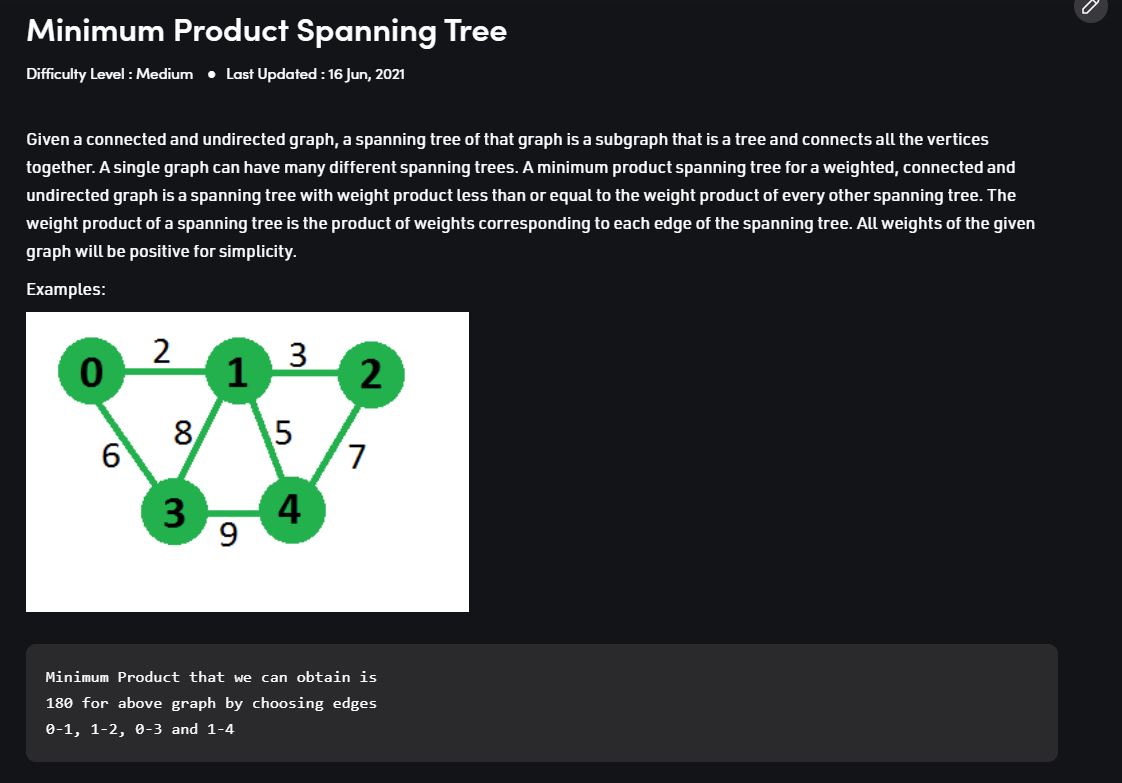 Minimum Product Spanning Tree
Difficulty Level : Medium ● Last Updated : 16 Jun, 2021
Given a connected and undirected graph, a spanning tree of that graph is a subgraph that is a tree and connects all the vertices
together. A single graph can have many different spanning trees. A minimum product spanning tree for a weighted, connected and
undirected graph is a spanning tree with weight product less than or equal to the weight product of every other spanning tree. The
weight product of a spanning tree is the product of weights corresponding to each edge of the spanning tree. All weights of the given
graph will be positive for simplicity.
Examples:
2 3
0 1 2
8 5
6 7
3 4
9
Minimum Product that we can obtain is
180 for above graph by choosing edges
0-1, 1-2, 0-3 and 1-4